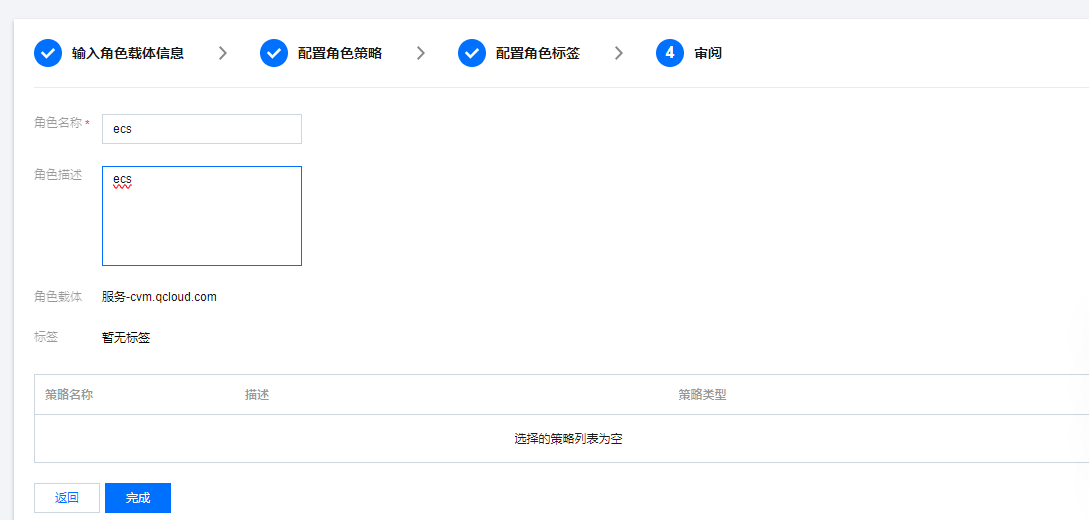 输入角色载体信息 配置角色策略 配置角色标签 4 审阅
角色名称 * ecs
角色描述 ecs
角色载体 服务-cvm.qcloud.com
标签 暂无标签
策略名称 描述 策略类型
选择的策略列表为空
返回 完成